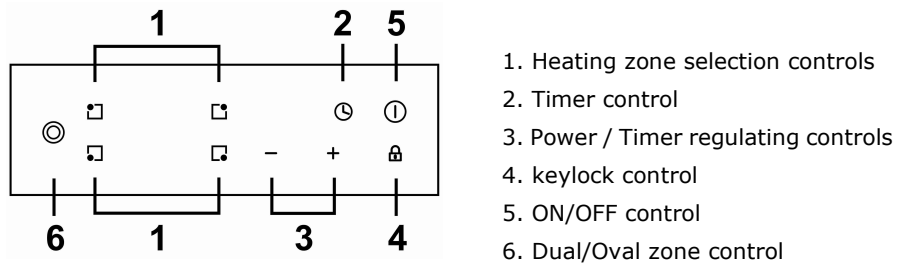 1 2 5
− +
6 1 3 4
1. Heating zone selection controls
2. Timer control
3. Power / Timer regulating controls
4. keylock control
5. ON/OFF control
6. Dual/Oval zone control